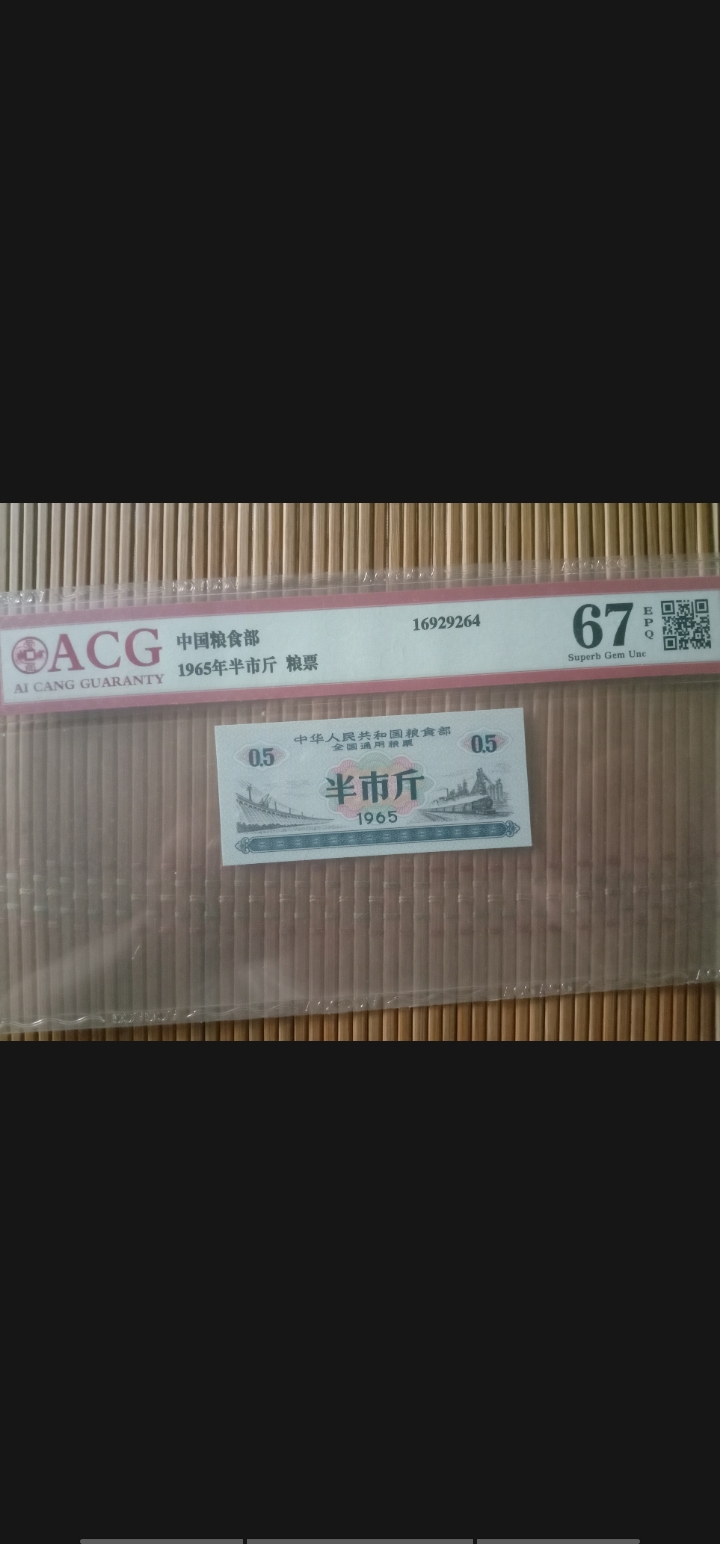 ACG
AI CANG GUARANTY
中国粮食部
1965年半市斤 粮票
16929264
67
EPQ
Superb Gem Unc
中华人民共和国粮食部
全国通用粮票
0.5
0.5
半市斤
1965